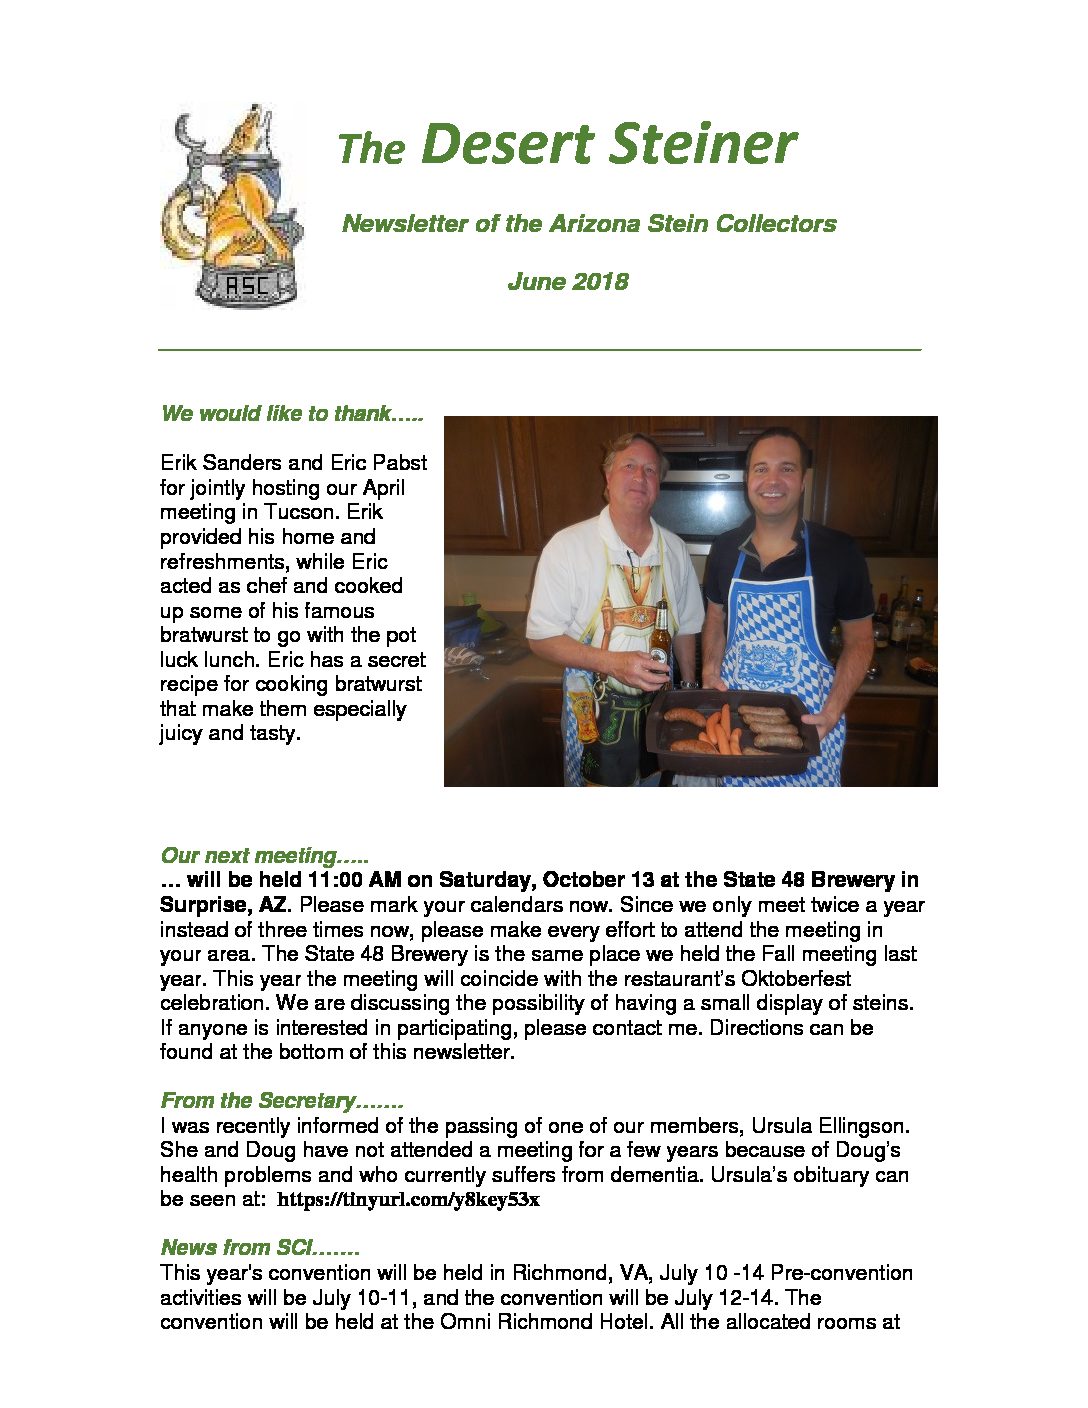 ASC
The Desert Steiner
Newsletter of the Arizona Stein Collectors
June 2018
We would like to thank…..
Erik Sanders and Eric Pabst
for jointly hosting our April
meeting in Tucson. Erik
provided his home and
refreshments, while Eric
acted as chef and cooked
up some of his famous
bratwurst to go with the pot
luck lunch. Eric has a secret
recipe for cooking bratwurst
that make them especially
juicy and tasty.
Our next meeting…..
… will be held 11:00 AM on Saturday, October 13 at the State 48 Brewery in
Surprise, AZ. Please mark your calendars now. Since we only meet twice a year
instead of three times now, please make every effort to attend the meeting in
your area. The State 48 Brewery is the same place we held the Fall meeting last
year. This year the meeting will coincide with the restaurant’s Oktoberfest
celebration. We are discussing the possibility of having a small display of steins.
If anyone is interested in participating, please contact me. Directions can be
found at the bottom of this newsletter.
From the Secretary…….
I was recently informed of the passing of one of our members, Ursula Ellingson.
She and Doug have not attended a meeting for a few years because of Doug’s
health problems and who currently suffers from dementia. Ursula’s obituary can
be seen at:  https://tinyurl.com/y8key53x
News from SCI…….
This year's convention will be held in Richmond, VA, July 10 -14 Pre-convention
activities will be July 10-11, and the convention will be July 12-14. The
convention will be held at the Omni Richmond Hotel. All the allocated rooms at